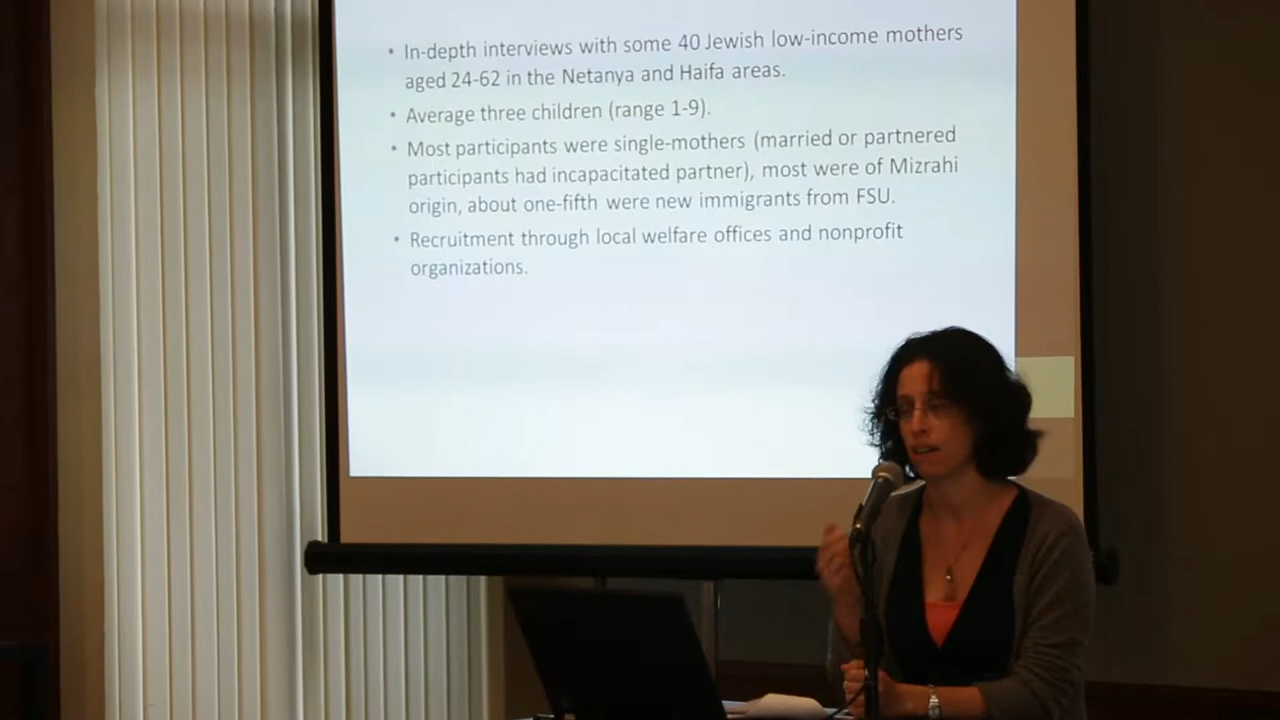 • In-depth interviews with some 40 Jewish low-income mothers
aged 24-62 in the Netanya and Haifa areas.
• Average three children (range 1-9).
• Most participants were single-mothers (married or partnered
participants had incapacitated partner), most were of Mizrahi
origin, about one-fifth were new immigrants from FSU.
• Recruitment through local welfare offices and nonprofit
organizations.